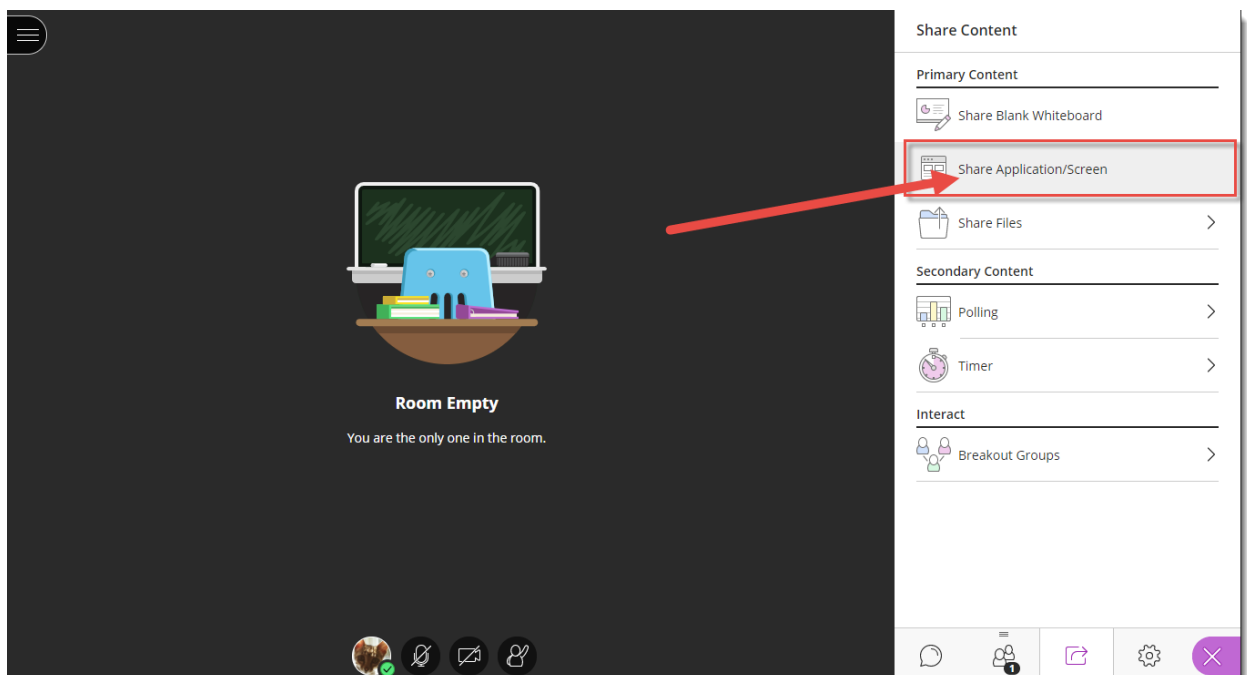 Share Content
Primary Content
Share Blank Whiteboard
Share Application/Screen
Share Files
Secondary Content
Polling
Timer
Interact
Breakout Groups
Room Empty
You are the only one in the room.
1